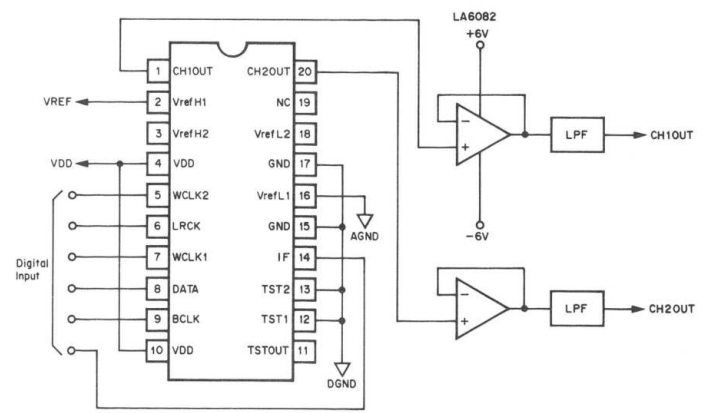 LA6082
+6V
1 CH1OUT CH2OUT 20
VREF 2 VrefH1 NC 19
3 VrefH2 VrefL2 18
VDD 4 VDD GND 17
5 WCLK2 VrefL1 16
6 LRCK GND 15
AGND
7 WCLK1 IF 14
Digital
Input
8 DATA TST2 13
9 BCLK TST1 12
10 VDD TSTOUT 11
DGND
−
+
LPF CH1OUT
−6V
−
+
LPF CH2OUT